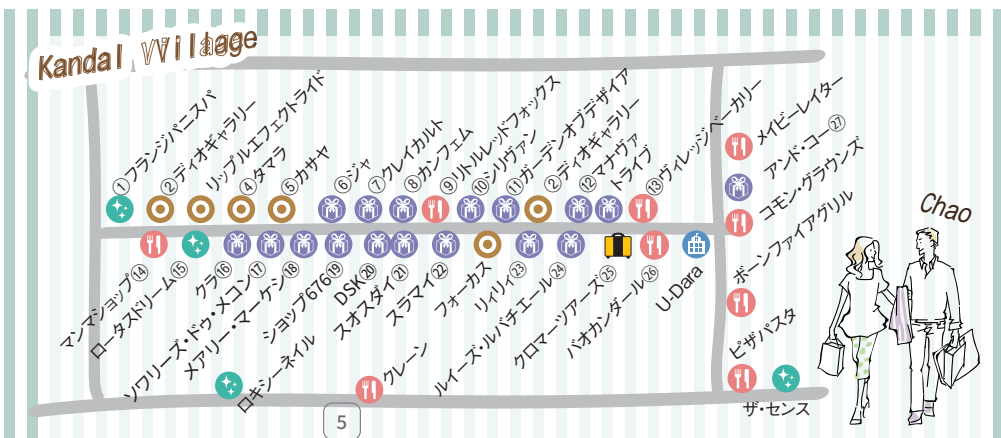 Kandal Village
①フランジパニスパ
②ディオギャラリー
リップルエフェクトライド
④タマラ
⑤カサヤ
⑥ジャ
⑦クレイカルト
⑧カンフェム
⑨リトルレッドフォックス
⑩シリヴァン
⑪ガーデンオブデザイア
②ディオギャラリー
⑫マナヴァ
トライブ
⑬ヴィレッジベーカリー
マンマショップ⑭
ロータスドリーム⑮
クラ⑯
ソワリーズ・ドゥ・メコン⑰
メアリー・マーケシ⑱
ショップ676⑲
DSK⑳
スオスダイ㉑
スラマイ㉒
フォーカス
リィリィ㉓
ルイーズ・ルバチエール㉔
クロマーツアーズ㉕
バオカンダール㉖
U-Dara
メイビーレイター
アンド・コー㉗
コモン・グラウンズ
ボーンファイアグリル
ピザパスタ
ザ・センス
ロキシーネイル
クレーン
5
Chao